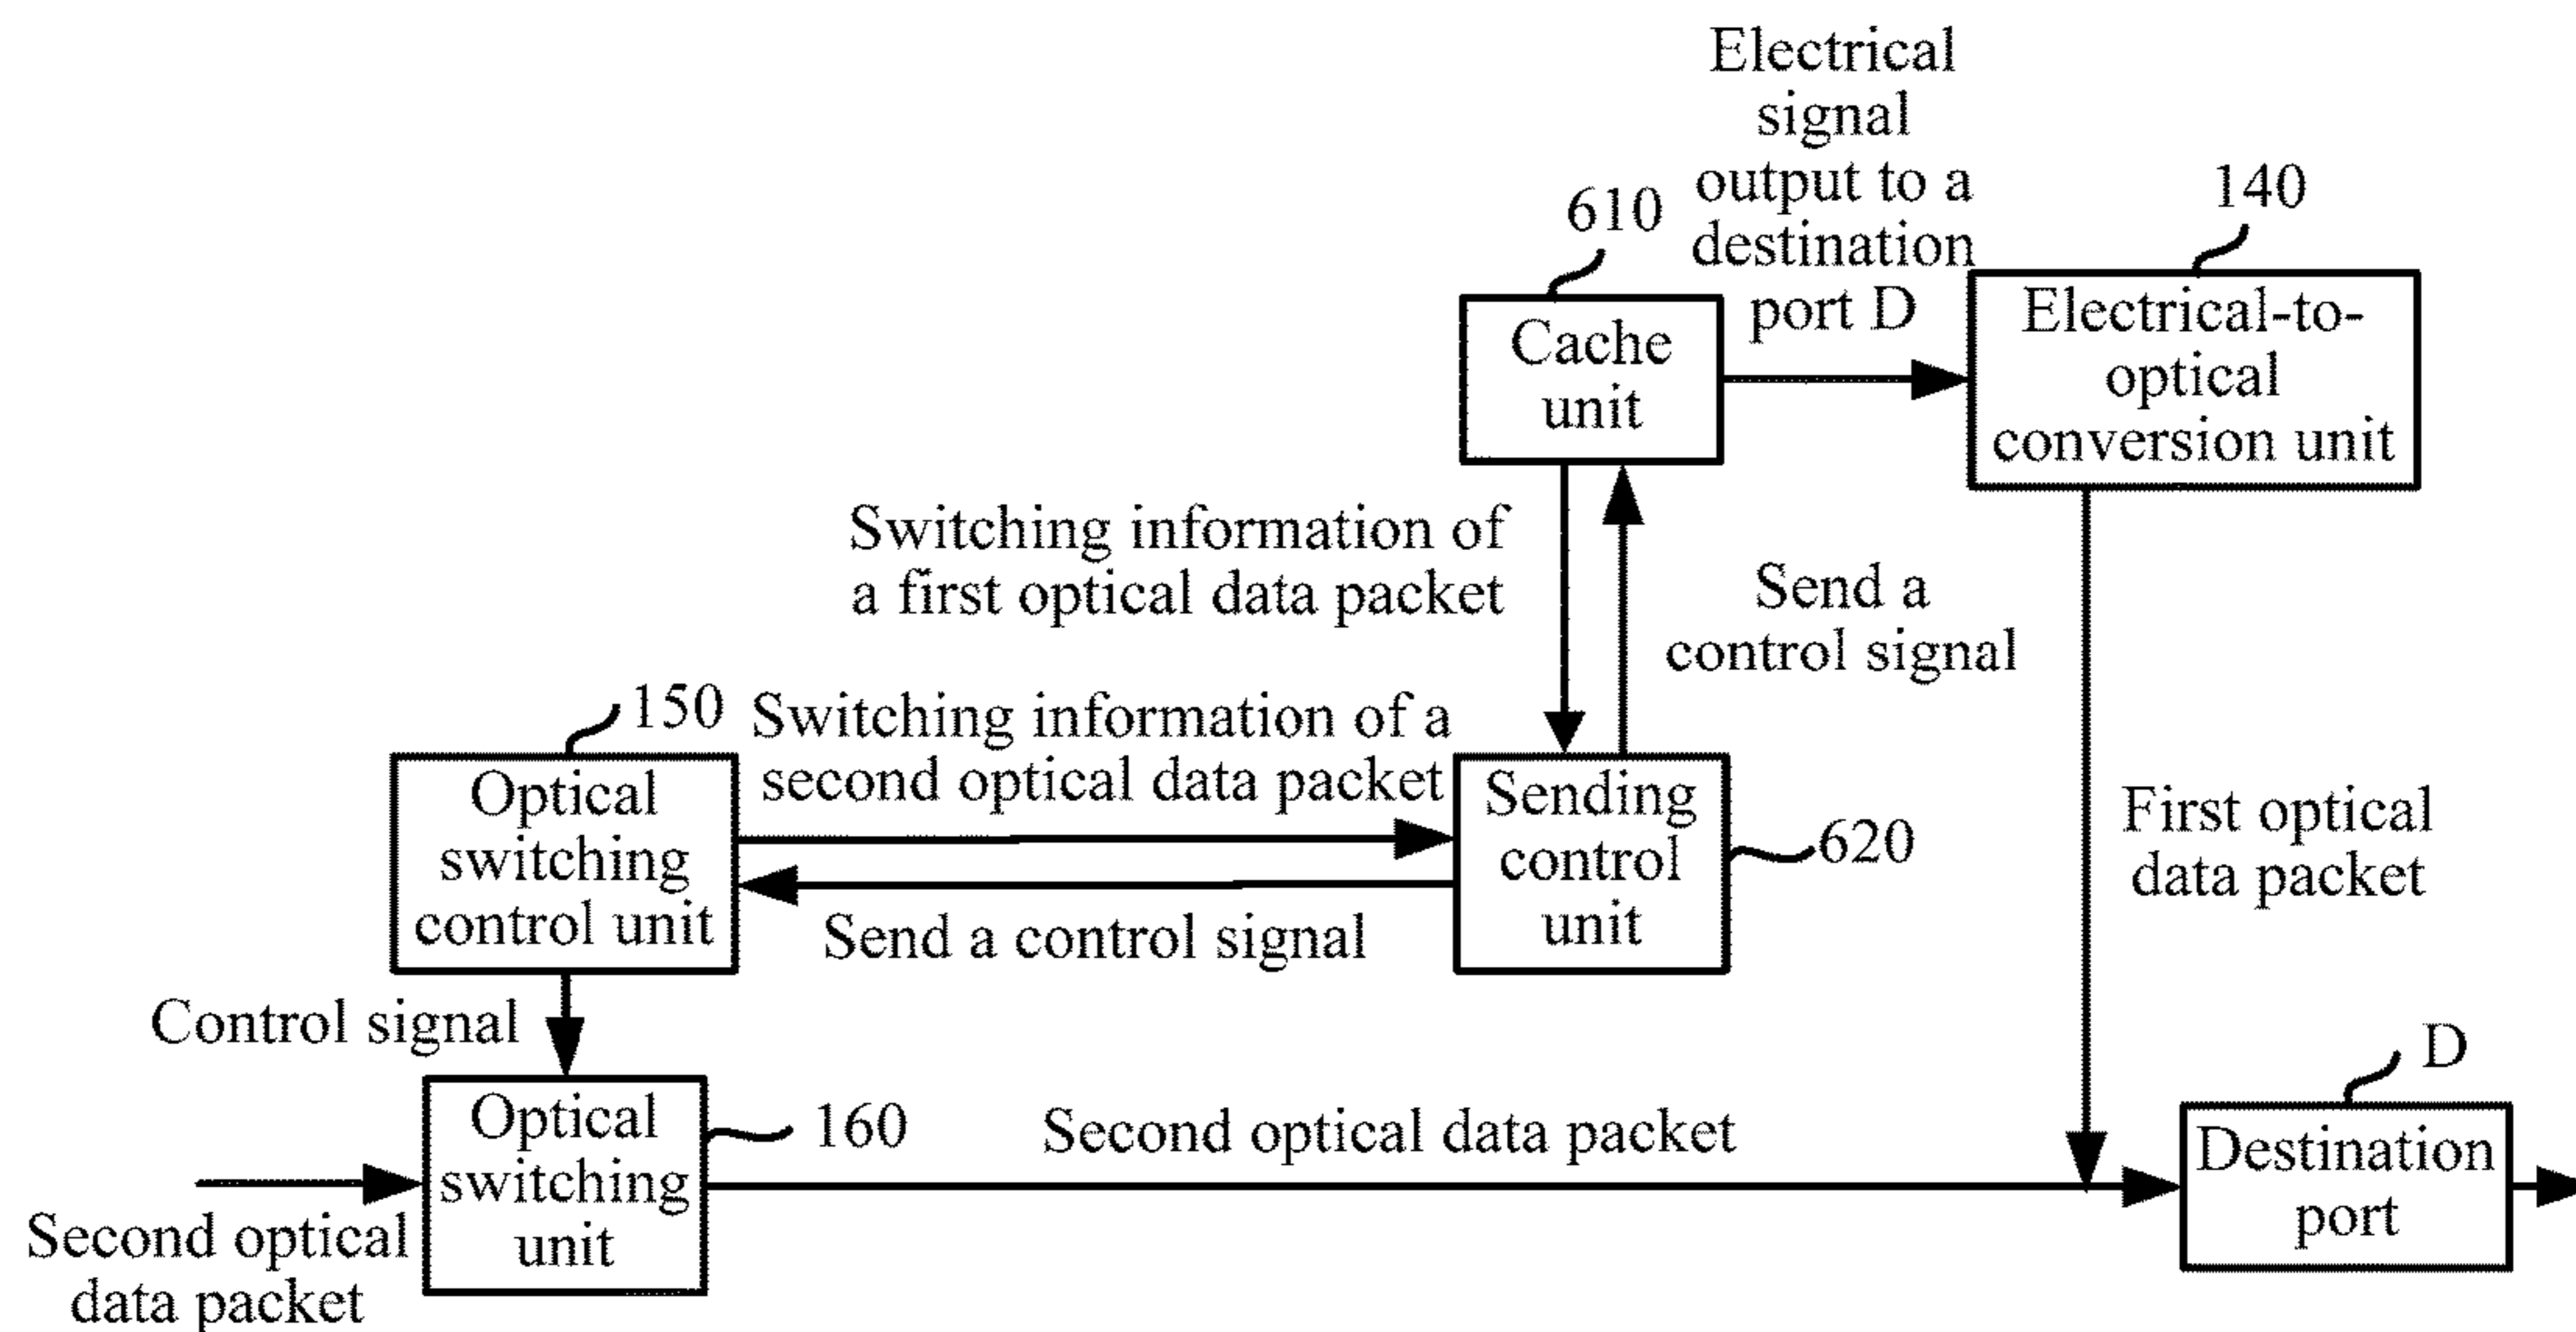 Electrical
signal
output to a
destination
port D
610
140
Cache
unit
Electrical-to-
optical
conversion unit
Switching information of
a first optical data packet
Send a
control signal
150
Switching information of a
second optical data packet
Optical
switching
control unit
Sending
control
unit
620
First optical
data packet
Send a control signal
Control signal
D
Optical
switching
unit
160
Second optical data packet
Destination
port
Second optical
data packet